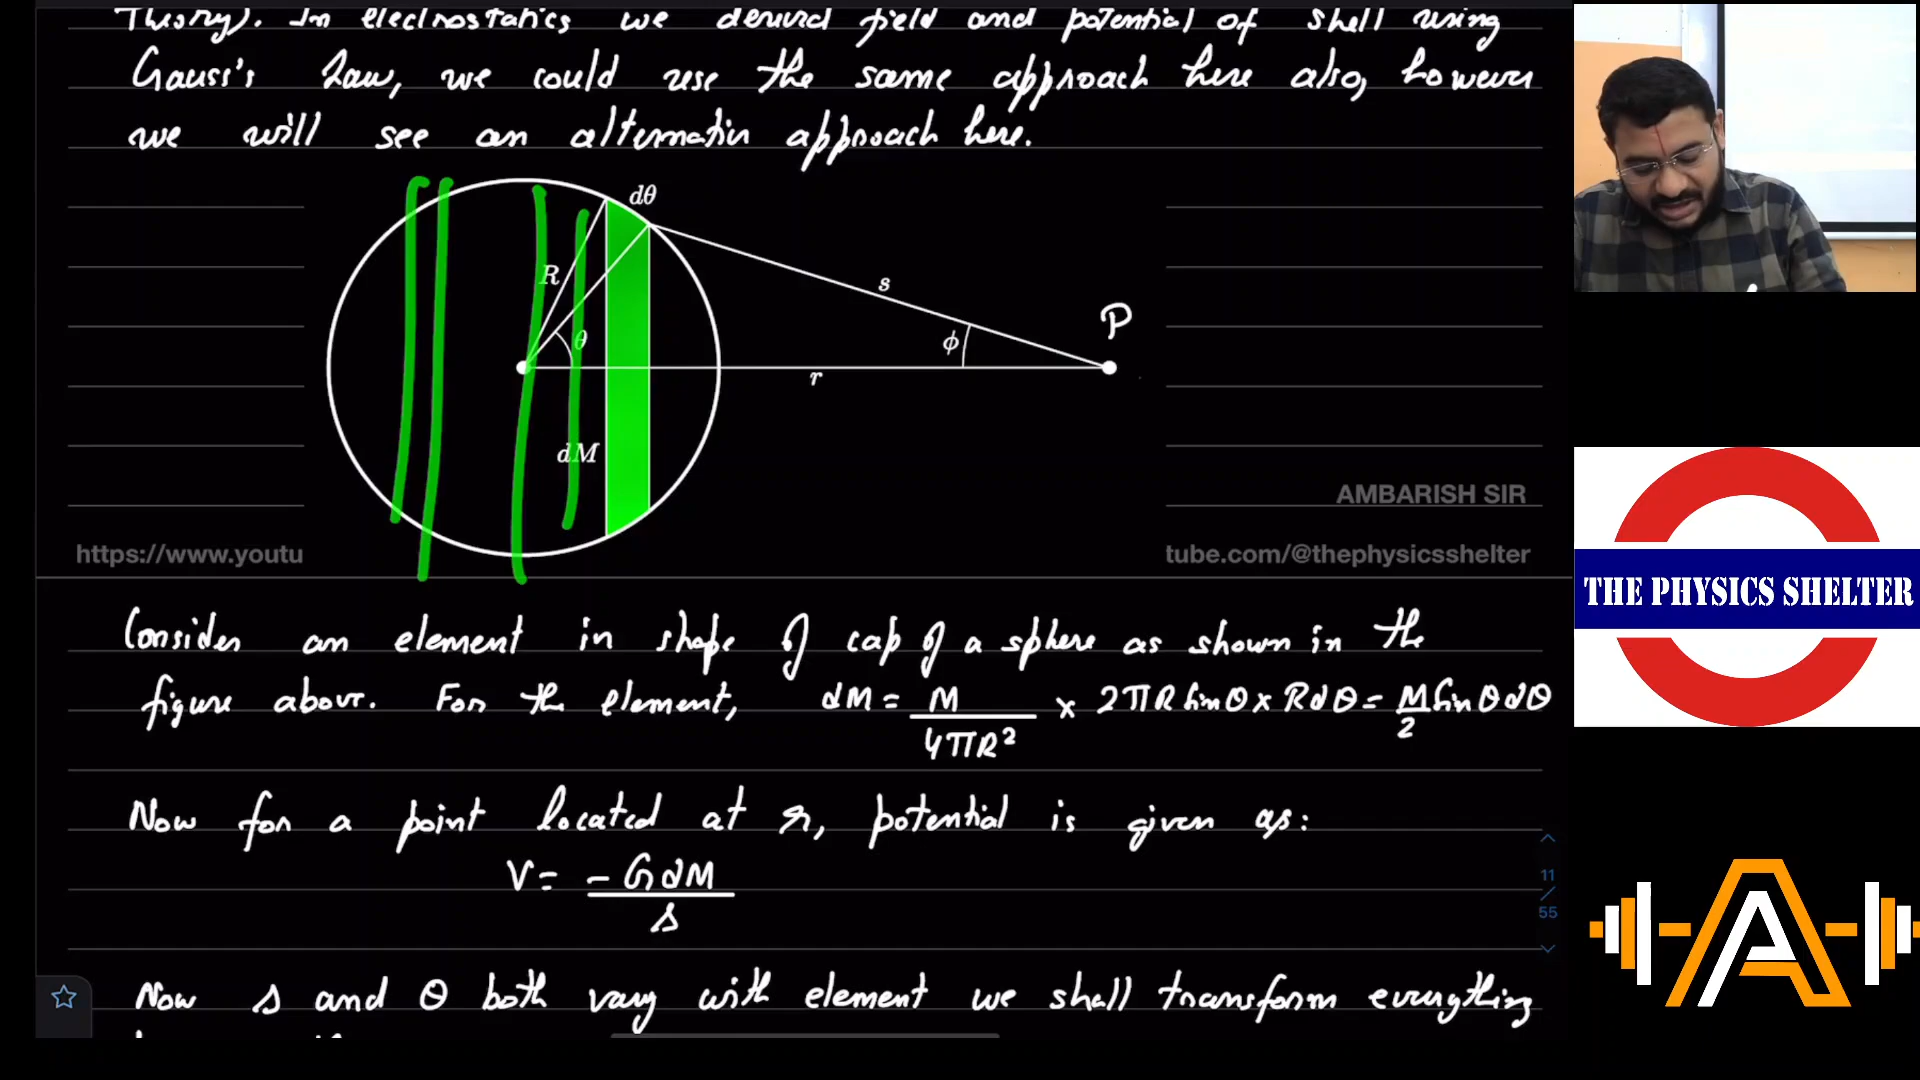 Theory). In electrostatics we derived field and potential of shell using
Gauss's Law, we could use the same approach here also, however
we will see an alternativ approach here.
dθ
R
s
θ
ϕ
P
r
dM
AMBARISH SIR
https://www.youtu
tube.com/@thephysicsshelter
THE PHYSICS SHELTER
Consider an element in shape of cap of a sphere as shown in the
figure above. For the element, dM = M/4πR² × 2πR Sinθ × Rdθ = M/2 Sinθdθ
Now for a point located at r, potential is given as:
V = -GdM/s
11
/
55
Now s and θ both vary with element we shall transform everything
A